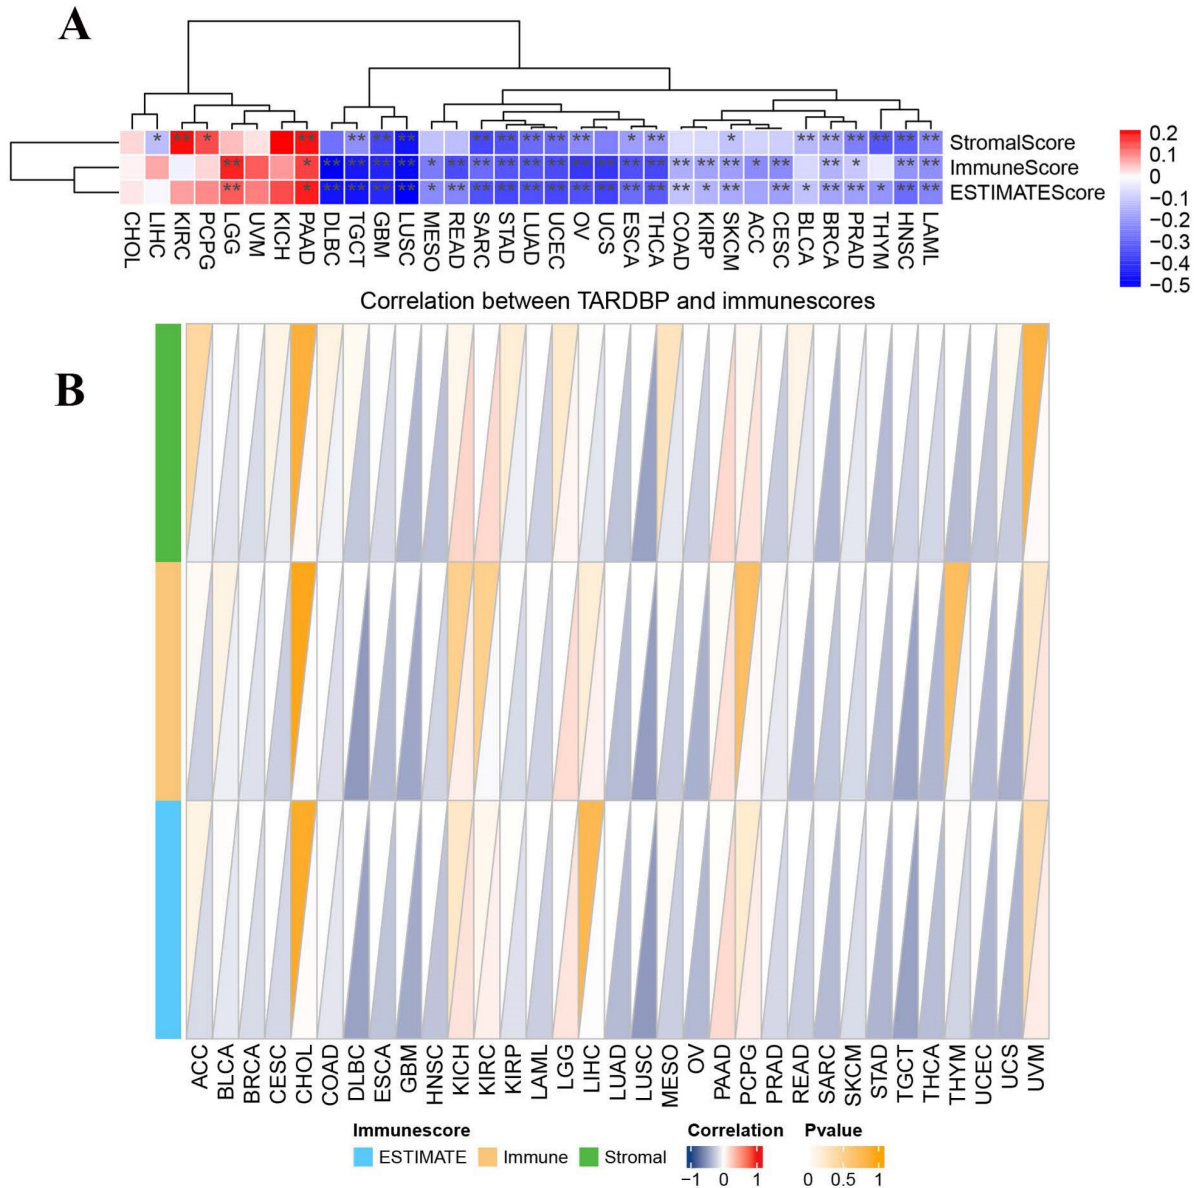 A
** ** ** ** ** ** ** ** ** ** ** ** ** ** ** ** ** ** ** **
StromalScore
ImmuneScore
ESTIMATEScore
0.2
0.1
0
−0.1
−0.2
−0.3
−0.4
−0.5
CHOL LIHC KIRC PCPG LGG UVM KICH PAAD DLBC TGCT GBM LUSC MESO READ SARC STAD LUAD UCEC OV UCS ESCA THCA COAD KIRP SKCM ACC CESC BLCA BRCA PRAD THYM HNSC LAML
Correlation between TARDBP and immunescores
B
ACC BLCA BRCA CESC CHOL COAD DLBC ESCA GBM HNSC KICH KIRC KIRP LAML LGG LIHC LUAD LUSC MESO OV PAAD PCPG PRAD READ SARC SKCM STAD TGCT THCA THYM UCEC UCS UVM
Immunescore
ESTIMATE Immune Stromal
Correlation
−1 0 1
Pvalue
0 0.5 1